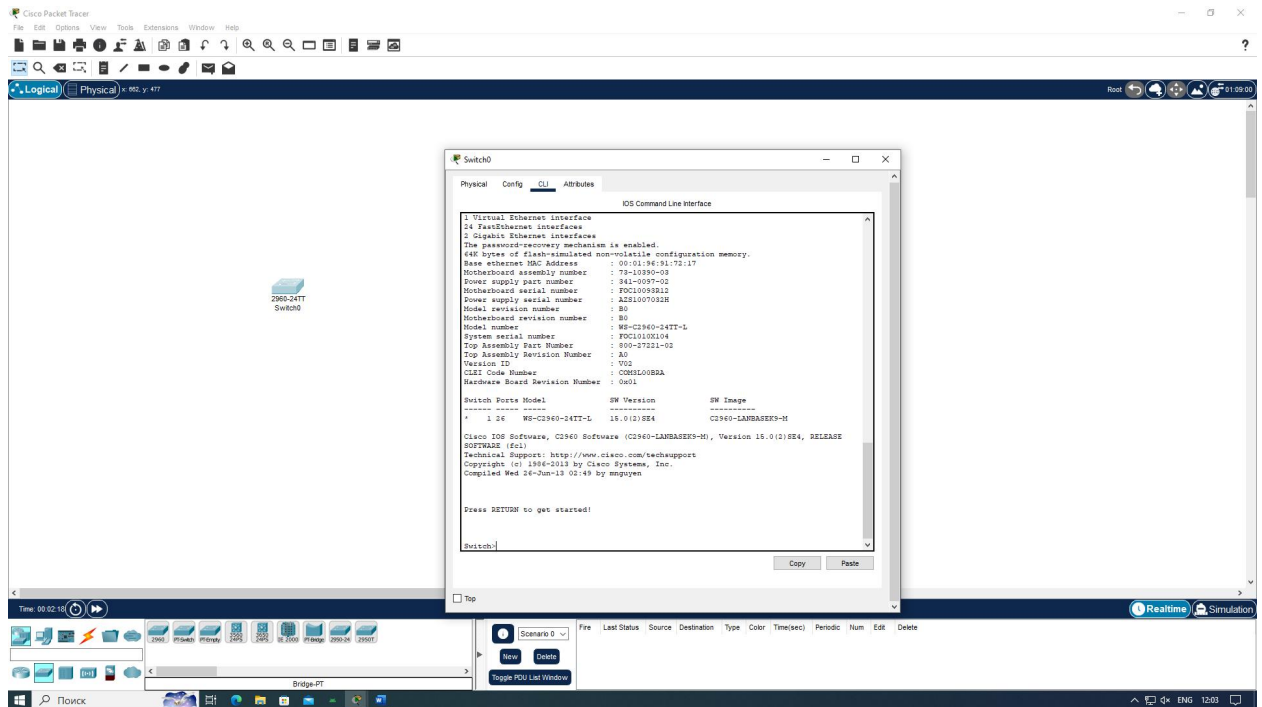 Cisco Packet Tracer
File Edit Options View Tools Extensions Window Help
?
Logical Physical x: 662, y: 477 Root 01:09:00
Switch0
Physical Config CLI Attributes
IOS Command Line Interface
1 Virtual Ethernet interface
24 FastEthernet interfaces
2 Gigabit Ethernet interfaces
The password-recovery mechanism is enabled.
64K bytes of flash-simulated non-volatile configuration memory.
Base ethernet MAC Address : 00:01:96:91:72:17
Motherboard assembly number : 73-10390-03
Power supply part number : 341-0097-02
Motherboard serial number : FOC10093R12
Power supply serial number : AZS1007032H
Model revision number : B0
Motherboard revision number : B0
Model number : WS-C2960-24TT-L
System serial number : FOC1010X104
Top Assembly Part Number : 800-27221-02
Top Assembly Revision Number : A0
Version ID : V02
CLEI Code Number : COM3L00BRA
Hardware Board Revision Number : 0x01
Switch Ports Model SW Version SW Image
------ ----- ----- ---------- ----------
* 1 26 WS-C2960-24TT-L 15.0(2)SE4 C2960-LANBASEK9-M
Cisco IOS Software, C2960 Software (C2960-LANBASEK9-M), Version 15.0(2)SE4, RELEASE
SOFTWARE (fc1)
Technical Support: http://www.cisco.com/techsupport
Copyright (c) 1986-2013 by Cisco Systems, Inc.
Compiled Wed 26-Jun-13 02:49 by mnguyen
Press RETURN to get started!
Switch>
Copy Paste
Top
2960-24TT
Switch0
Time: 00:02:18 Realtime Simulation
2960 PT-Switch PT-Empty 3560 24PS 3650 24PS IE 2000 PT-Bridge 2950-24 2950T
Bridge-PT
Scenario 0
New Delete
Toggle PDU List Window
Fire Last Status Source Destination Type Color Time(sec) Periodic Num Edit Delete
Поиск
ENG 12:03